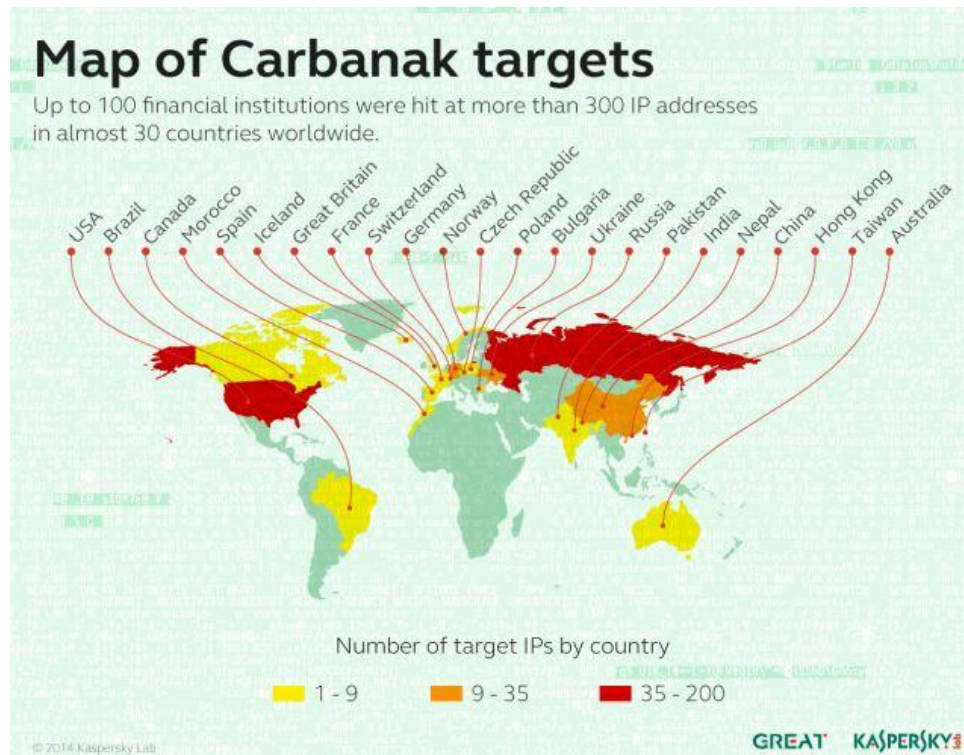 Map of Carbanak targets
Up to 100 financial institutions were hit at more than 300 IP addresses
in almost 30 countries worldwide.
USA
Brazil
Canada
Morocco
Spain
Iceland
Great Britain
France
Switzerland
Germany
Norway
Czech Republic
Poland
Bulgaria
Ukraine
Russia
Pakistan
India
Nepal
China
Hong Kong
Taiwan
Australia
Number of target IPs by country
1 - 9
9 - 35
35 - 200
© 2014 Kaspersky Lab
GREAT KASPERSKY lab